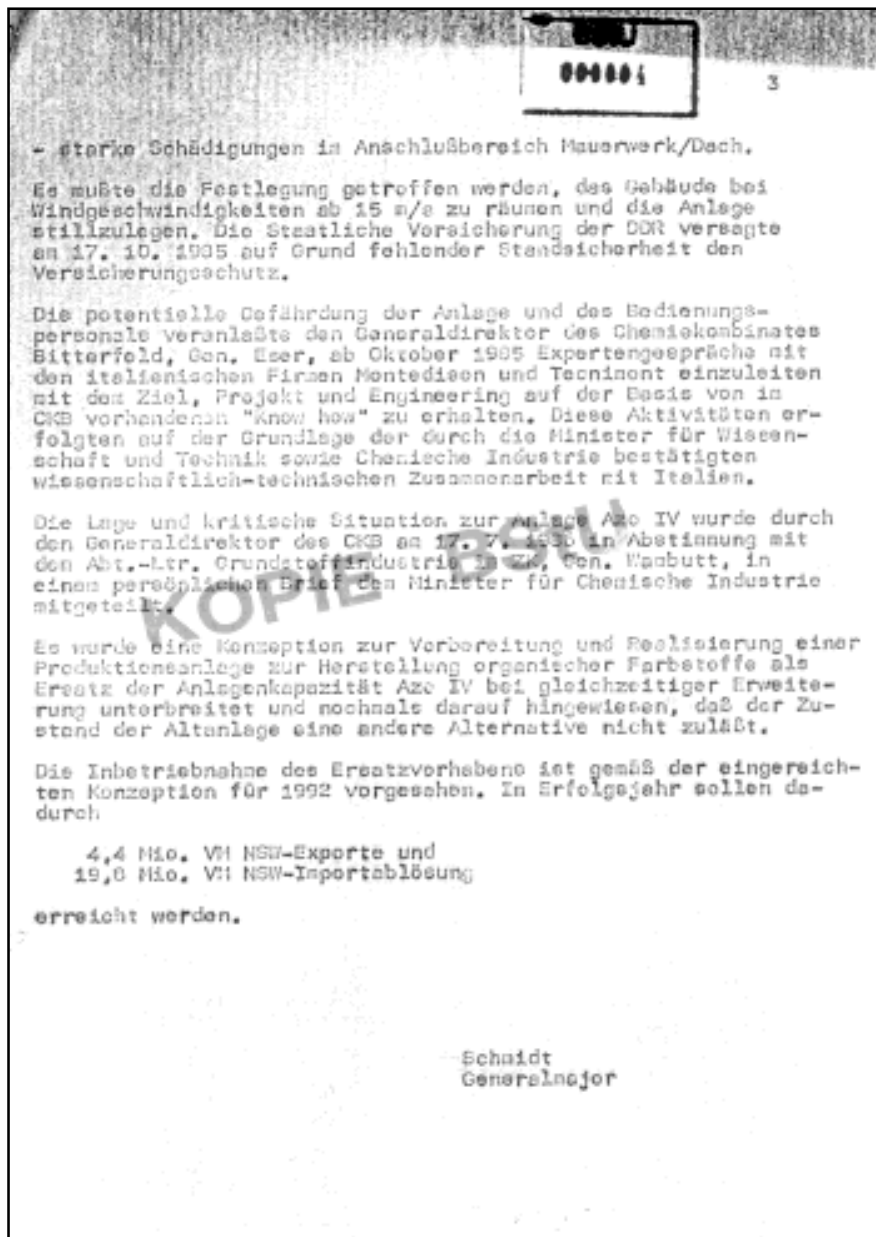 3
- starke Schädigungen im Anschlußbereich Mauerwerk/Dach.
Es mußte die Festlegung getroffen werden, das Gebäude bei
Windgeschwindigkeiten ab 15 m/s zu räumen und die Anlage
stillzulegen. Die Staatliche Versicherung der DDR versagte
am 17. 10. 1985 auf Grund fehlender Standsicherheit den
Versicherungsschutz.
Die potentielle Gefährdung der Anlage und des Bedienungs-
personals veranlaßte den Generaldirektor des Chemiekombinates
Bitterfeld, Gen. Eser, ab Oktober 1985 Expertengespräche mit
den italienischen Firmen Montedison und Tecnimont einzuleiten
mit dem Ziel, Projekt und Engineering auf der Basis von im
CKB vorhandenen "Know how" zu erhalten. Diese Aktivitäten er-
folgten auf der Grundlage der durch die Minister für Wissen-
schaft und Technik sowie Chemische Industrie bestätigten
wissenschaftlich-technischen Zusammenarbeit mit Italien.
Die Lage und kritische Situation zur Anlage Azo IV wurde durch
den Generaldirektor des CKB am 17. 7. in Abstimmung mit
dem Abt.-Ltr. Grundstoffindustrie im ZK, Gen. Wambutt, in
einem persönlichen Brief dem Minister für Chemische Industrie
mitgeteilt.
KOPIE BStU
Es wurde eine Konzeption zur Vorbereitung und Realisierung einer
Produktionsanlage zur Herstellung organischer Farbstoffe als
Ersatz der Anlagenkapazität Azo IV bei gleichzeitiger Erweite-
rung unterbreitet und nochmals darauf hingewiesen, daß der Zu-
stand der Altanlage eine andere Alternative nicht zuläßt.
Die Inbetriebnahme des Ersatzvorhabens ist gemäß der eingereich-
ten Konzeption für 1992 vorgesehen. Im Erfolgsjahr sollen da-
durch
4,4 Mio. VM NSW-Exporte und
Mio. VM NSW-Importablösung
erreicht werden.
Schmidt
Generalmajor